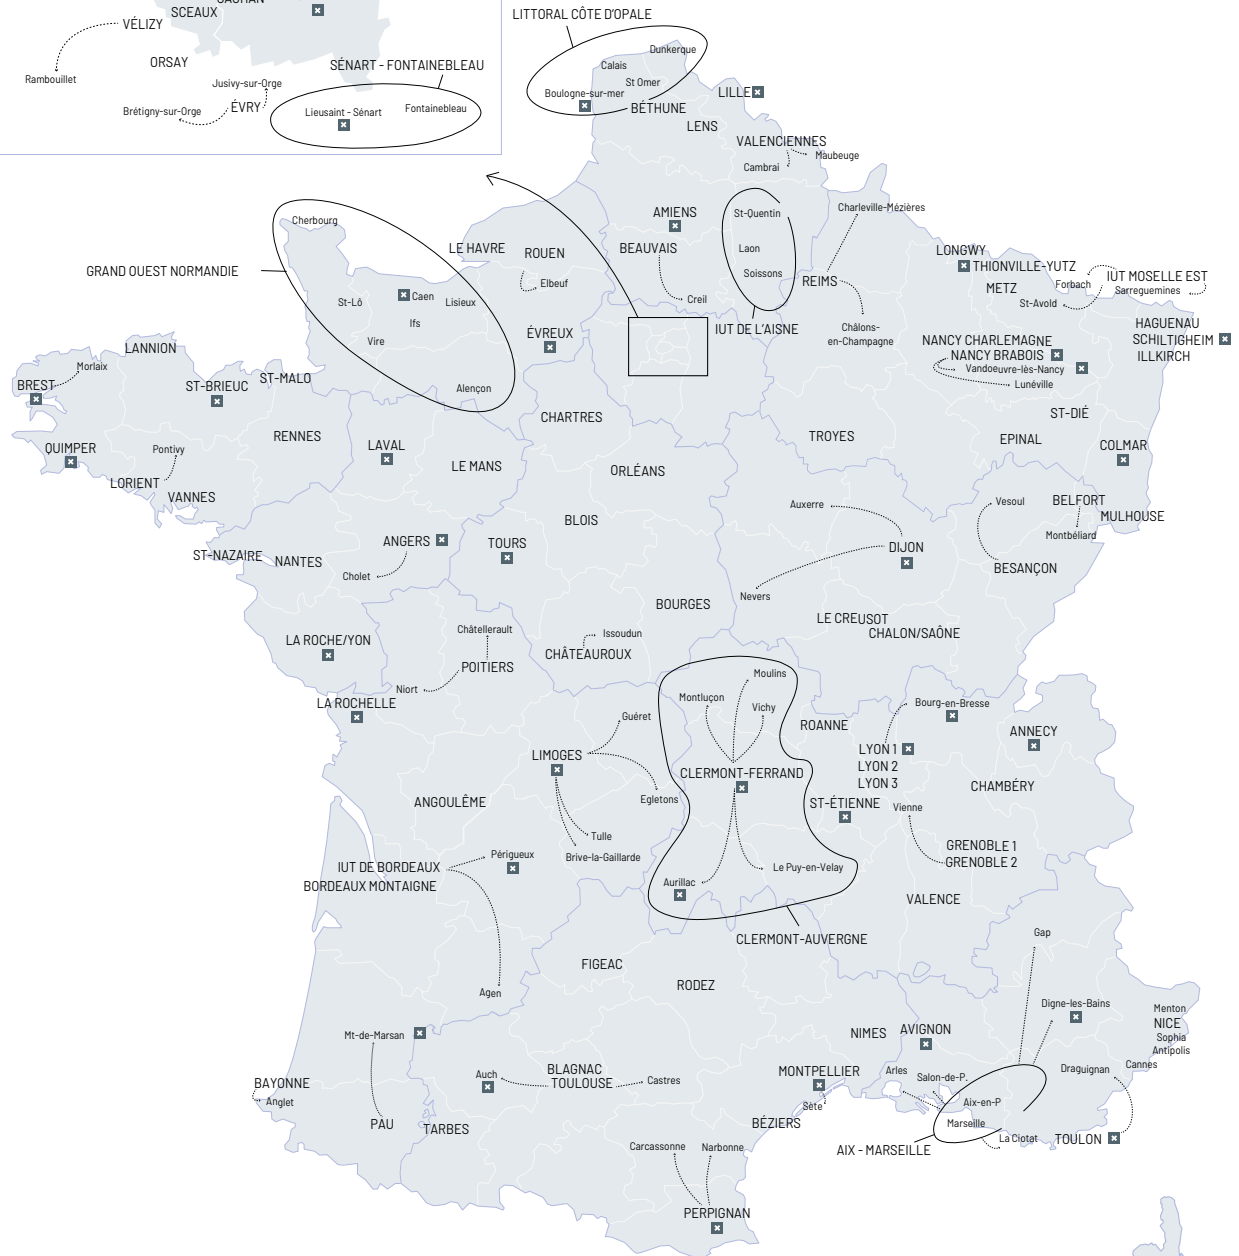 SCEAUX
VÉLIZY
ORSAY
Rambouillet
SÉNART - FONTAINEBLEAU
Jusivy-sur-Orge
Brétigny-sur-Orge
ÉVRY
Lieusaint - Sénart
Fontainebleau
LITTORAL CÔTE D'OPALE
Dunkerque
Calais
St Omer
Boulogne-sur-mer
BÉTHUNE
LILLE
LENS
VALENCIENNES
Maubeuge
Cambrai
Cherbourg
GRAND OUEST NORMANDIE
LE HAVRE
ROUEN
Elbeuf
AMIENS
BEAUVAIS
Creil
St-Quentin
Laon
Soissons
IUT DE L'AISNE
Charleville-Mézières
REIMS
Châlons-
en-Champagne
LONGWY
THIONVILLE-YUTZ
METZ
Forbach
St-Avold
IUT MOSELLE EST
Sarreguemines
St-Lô
Caen
Lisieux
Ifs
Vire
Alençon
ÉVREUX
NANCY CHARLEMAGNE
NANCY BRABOIS
Vandoeuvre-lès-Nancy
Lunéville
HAGUENAU
SCHILTIGHEIM
ILLKIRCH
LANNION
Morlaix
BREST
ST-BRIEUC
ST-MALO
QUIMPER
Pontivy
LORIENT
VANNES
RENNES
LAVAL
LE MANS
CHARTRES
ORLÉANS
TROYES
ST-DIÉ
EPINAL
COLMAR
BLOIS
Auxerre
Vesoul
BELFORT
MULHOUSE
Montbéliard
ANGERS
TOURS
DIJON
ST-NAZAIRE
NANTES
Cholet
BESANÇON
Nevers
BOURGES
LE CREUSOT
CHALON/SAÔNE
LA ROCHE/YON
Châtellerault
Issoudun
CHÂTEAUROUX
POITIERS
Niort
LA ROCHELLE
Moulins
Montluçon
Vichy
Guéret
ROANNE
Bourg-en-Bresse
ANNECY
LIMOGES
CLERMONT-FERRAND
LYON 1
LYON 2
LYON 3
CHAMBÉRY
ANGOULÊME
Egletons
ST-ÉTIENNE
Vienne
Tulle
Brive-la-Gaillarde
GRENOBLE 1
GRENOBLE 2
Périgueux
IUT DE BORDEAUX
BORDEAUX MONTAIGNE
Le Puy-en-Velay
Aurillac
VALENCE
CLERMONT-AUVERGNE
Gap
FIGEAC
RODEZ
Agen
Digne-les-Bains
Menton
NICE
Sophia
Antipolis
Mt-de-Marsan
NIMES
AVIGNON
Cannes
Draguignan
BAYONNE
Anglet
Auch
BLAGNAC
TOULOUSE
Castres
MONTPELLIER
Arles
Salon-de-P.
Aix-en-P
Sète
PAU
TARBES
BÉZIERS
Marseille
La Ciotat
TOULON
AIX - MARSEILLE
Carcassonne
Narbonne
PERPIGNAN